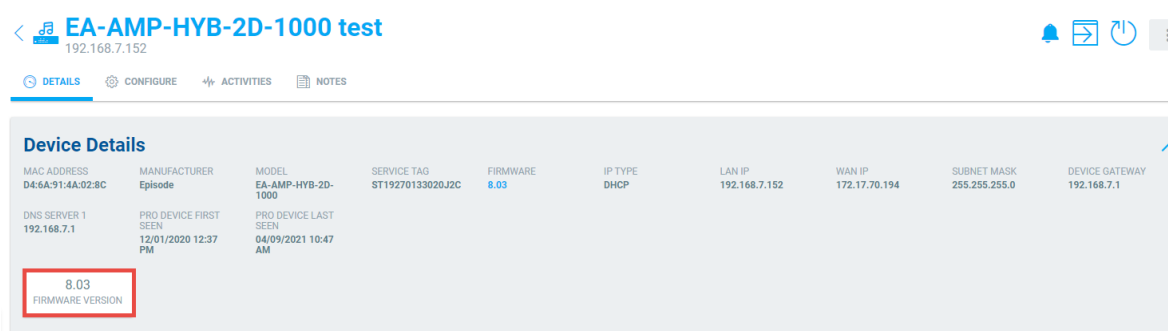 EA-AMP-HYB-2D-1000 test
192.168.7.152
DETAILS CONFIGURE ACTIVITIES NOTES
Device Details
MAC ADDRESS MANUFACTURER MODEL SERVICE TAG FIRMWARE IP TYPE LAN IP WAN IP SUBNET MASK DEVICE GATEWAY
D4:6A:91:4A:02:8C Episode EA-AMP-HYB-2D- ST19270133020J2C 8.03 DHCP 192.168.7.152 172.17.70.194 255.255.255.0 192.168.7.1
1000
DNS SERVER 1 PRO DEVICE FIRST PRO DEVICE LAST
192.168.7.1 SEEN SEEN
12/01/2020 12:37 04/09/2021 10:47
PM AM
8.03
FIRMWARE VERSION